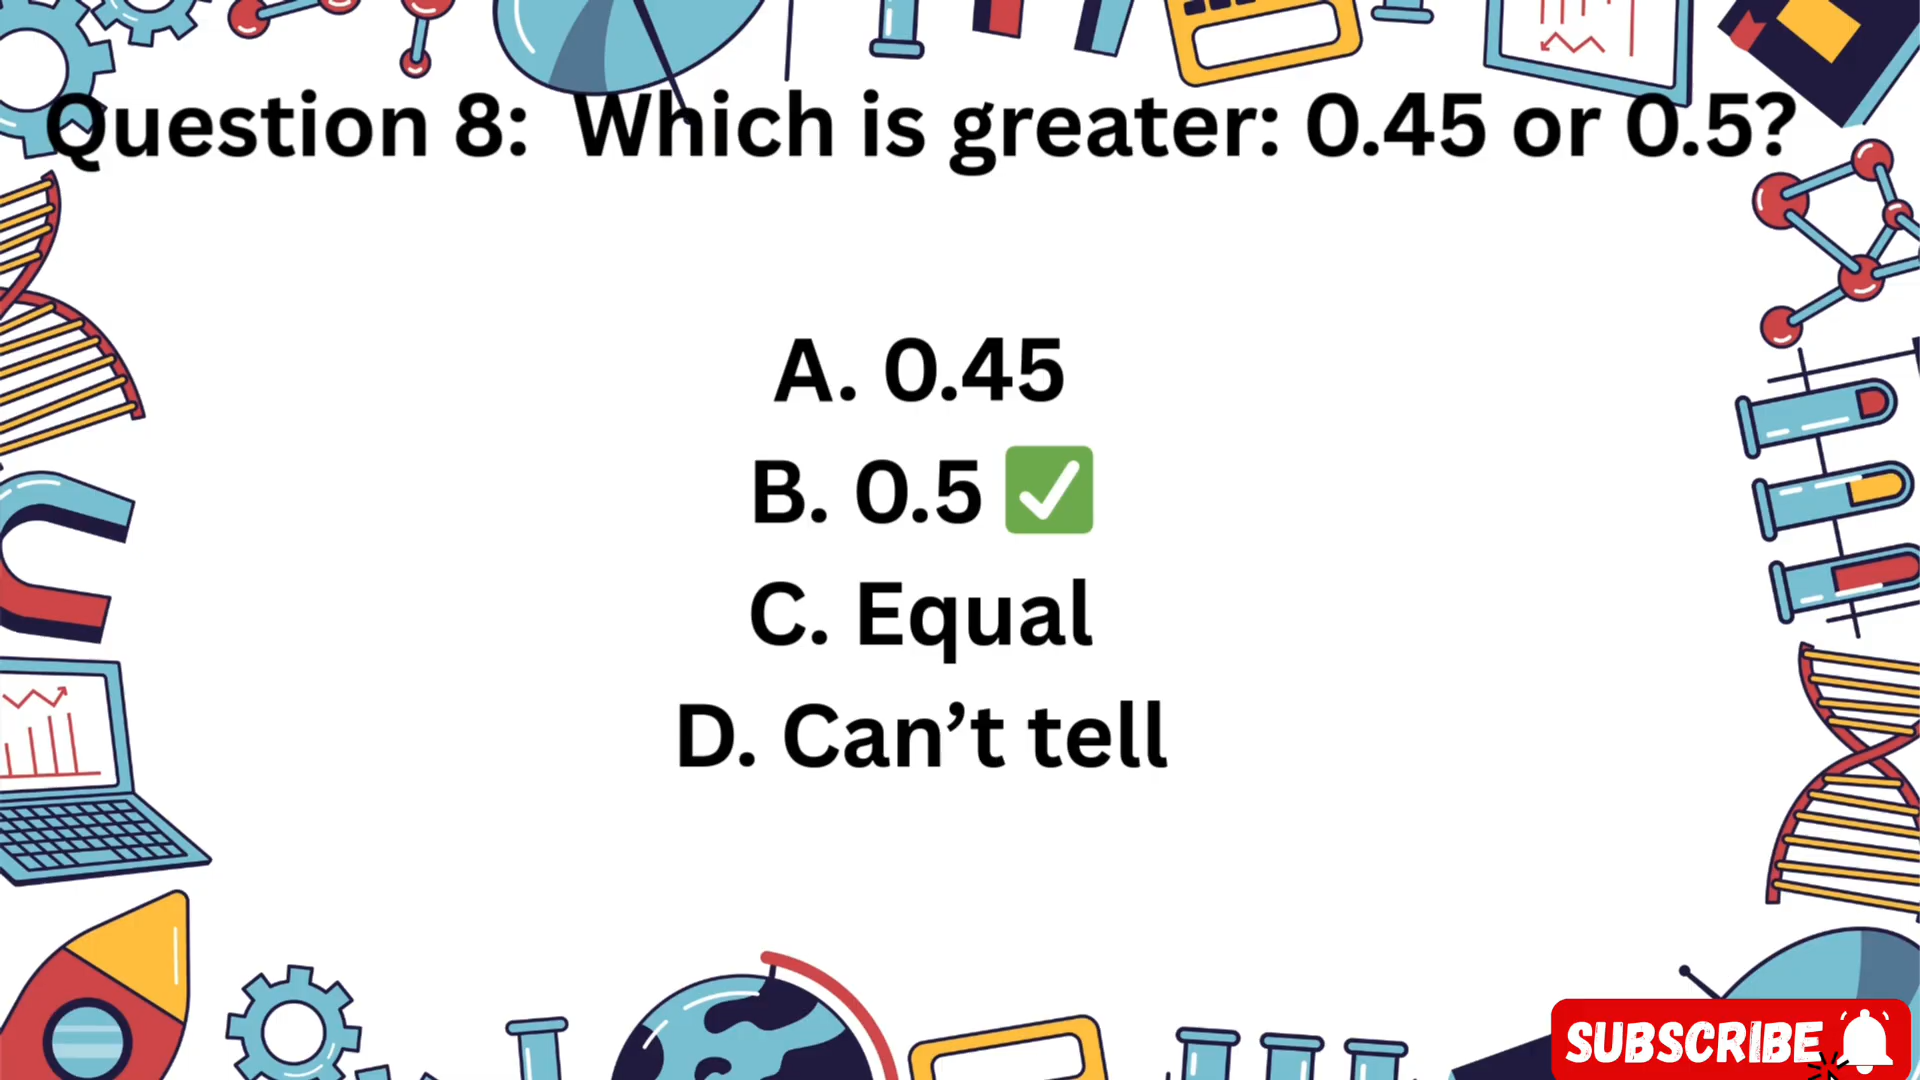 Question 8: Which is greater: 0.45 or 0.5?
A. 0.45
B. 0.5 ✅
C. Equal
D. Can’t tell
SUBSCRIBE